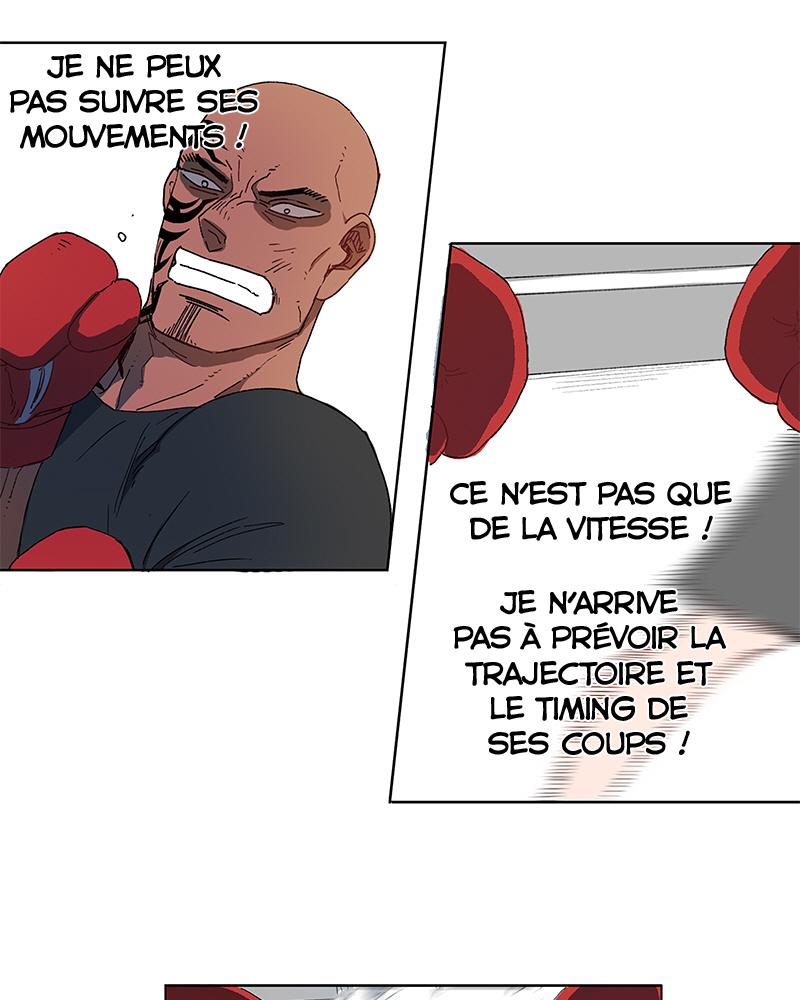 JE NE PEUX
PAS SUIVRE SES
MOUVEMENTS !
CE N'EST PAS QUE
DE LA VITESSE !
JE N'ARRIVE
PAS À PRÉVOIR LA
TRAJECTOIRE ET
LE TIMING DE
SES COUPS !